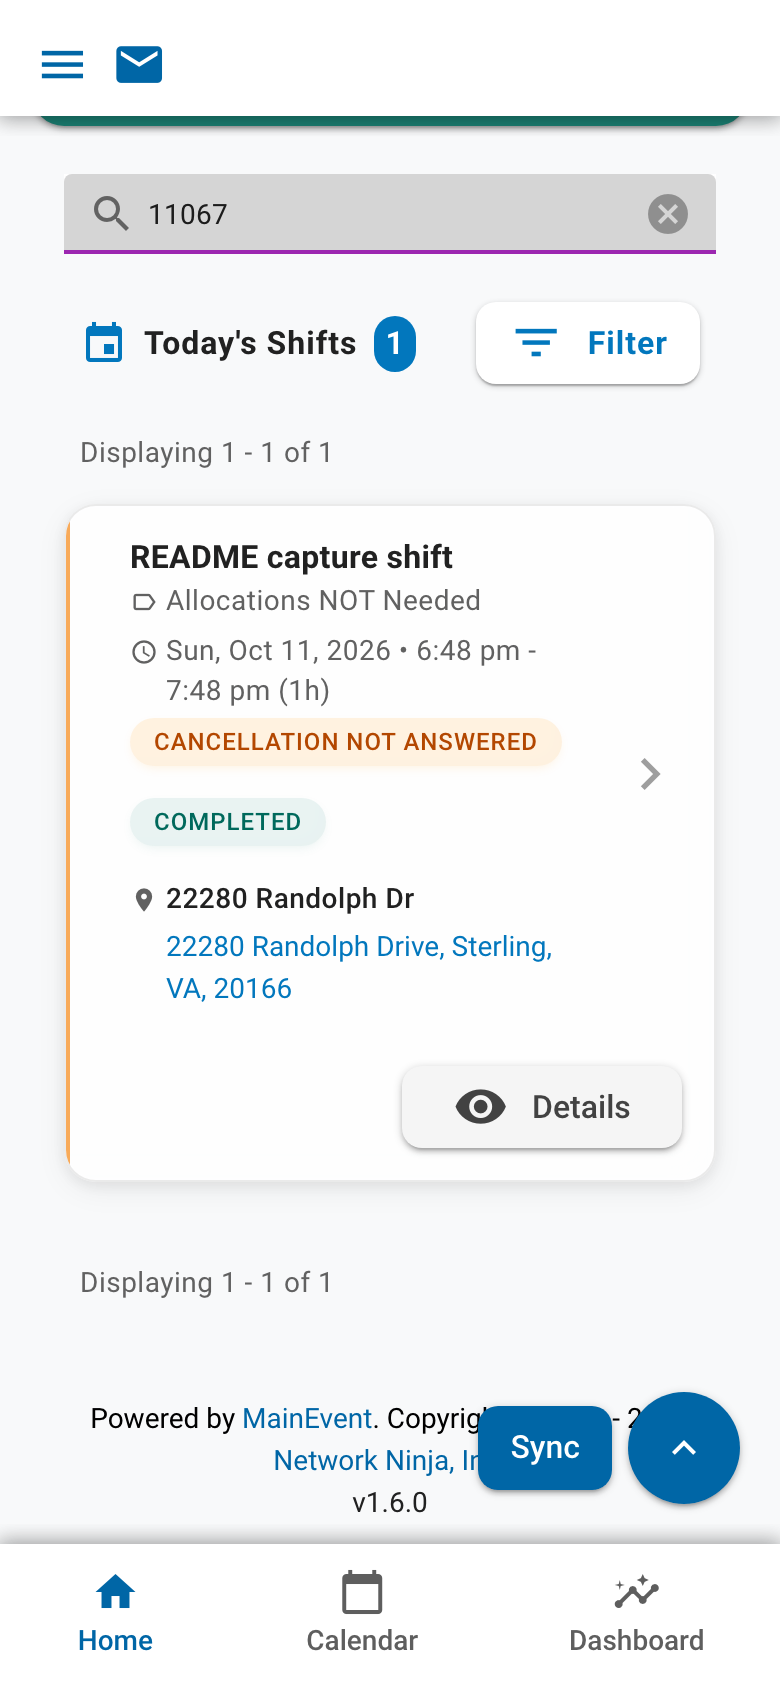 11067
Today's Shifts 1
Filter
Displaying 1 - 1 of 1
README capture shift
Allocations NOT Needed
Sun, Oct 11, 2026 • 6:48 pm -
7:48 pm (1h)
CANCELLATION NOT ANSWERED
COMPLETED
22280 Randolph Dr
22280 Randolph Drive, Sterling,
VA, 20166
Details
Displaying 1 - 1 of 1
Powered by MainEvent.
Network Ninja,
v1.6.0
Sync
Home
Calendar
Dashboard